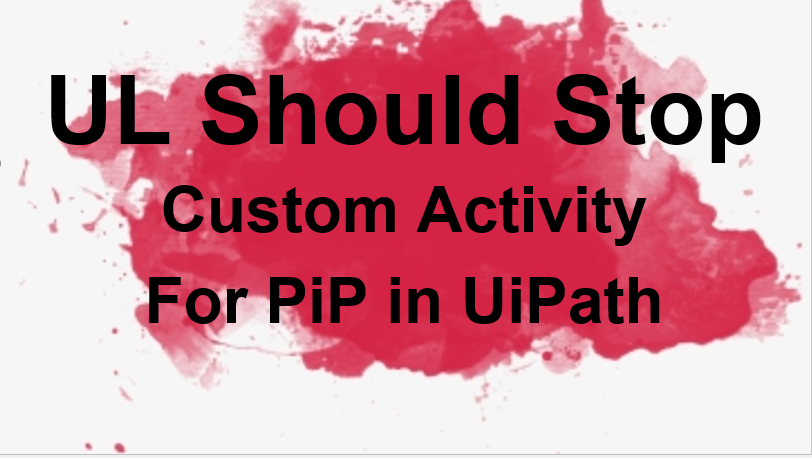 UL Should Stop
Custom Activity
For PiP in UiPath